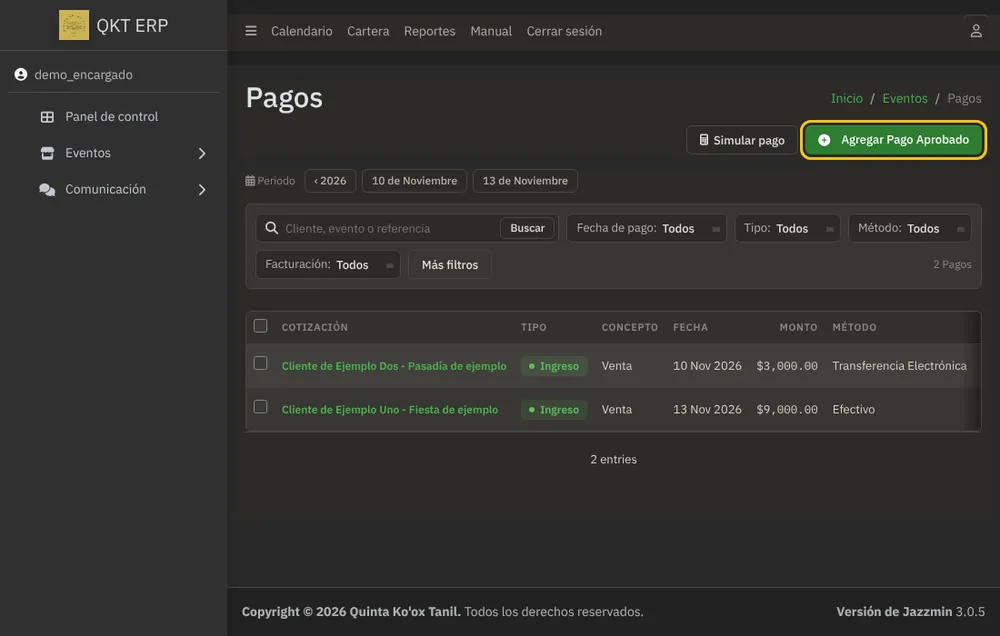 QKT ERP
Calendario Cartera Reportes Manual Cerrar sesión
demo_encargado
Panel de control
Eventos
Comunicación
Pagos
Inicio / Eventos / Pagos
Simular pago
Agregar Pago Aprobado
Periodo ‹ 2026 10 de Noviembre 13 de Noviembre
Cliente, evento o referencia Buscar Fecha de pago: Todos Tipo: Todos Método: Todos
Facturación: Todos Más filtros 2 Pagos
COTIZACIÓN TIPO CONCEPTO FECHA MONTO MÉTODO
Cliente de Ejemplo Dos - Pasadía de ejemplo Ingreso Venta 10 Nov 2026 $3,000.00 Transferencia Electrónica
Cliente de Ejemplo Uno - Fiesta de ejemplo Ingreso Venta 13 Nov 2026 $9,000.00 Efectivo
2 entries
Copyright © 2026 Quinta Ko'ox Tanil. Todos los derechos reservados. Versión de Jazzmin 3.0.5